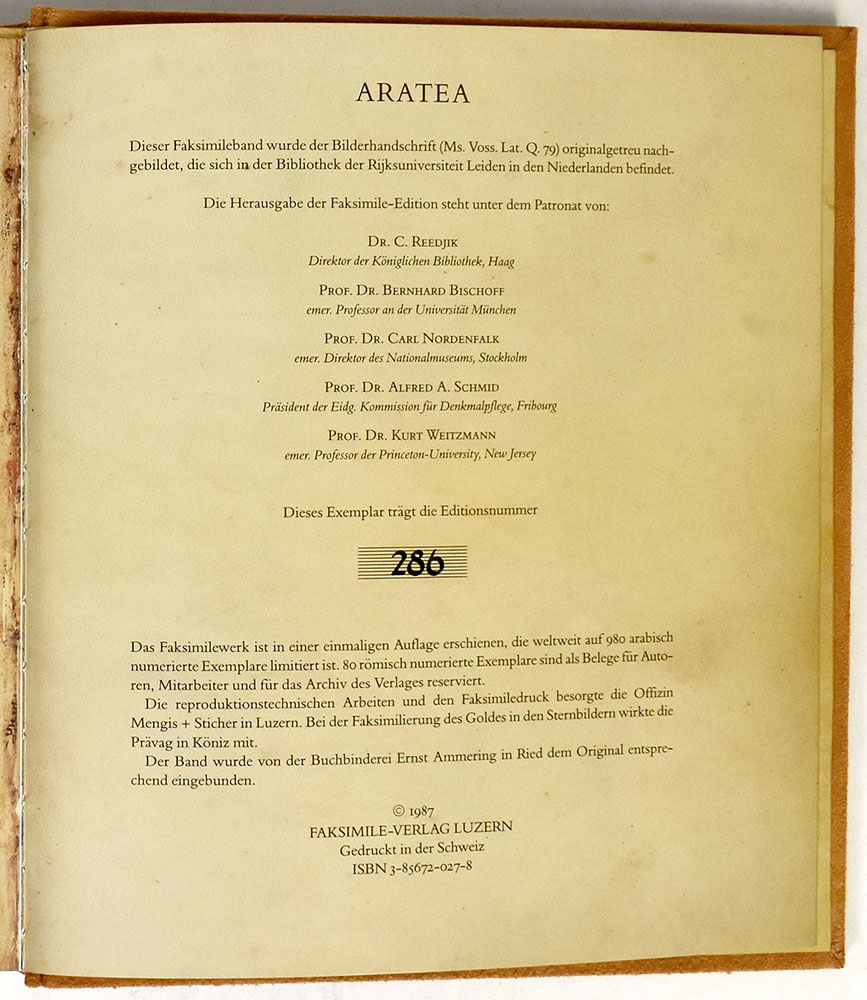 ARATEA
Dieser Faksimileband wurde der Bilderhandschrift (Ms. Voss. Lat. Q. 79) originalgetreu nach-
gebildet, die sich in der Bibliothek der Rijksuniversiteit Leiden in den Niederlanden befindet.
Die Herausgabe der Faksimile-Edition steht unter dem Patronat von:
Dr. C. Reedjik
Direktor der Königlichen Bibliothek, Haag
Prof. Dr. Bernhard Bischoff
emer. Professor an der Universität München
Prof. Dr. Carl Nordenfalk
emer. Direktor des Nationalmuseums, Stockholm
Prof. Dr. Alfred A. Schmid
Präsident der Eidg. Kommission für Denkmalpflege, Fribourg
Prof. Dr. Kurt Weitzmann
emer. Professor der Princeton-University, New Jersey
Dieses Exemplar trägt die Editionsnummer
286
Das Faksimilewerk ist in einer einmaligen Auflage erschienen, die weltweit auf 980 arabisch
numerierte Exemplare limitiert ist. 80 römisch numerierte Exemplare sind als Belege für Auto-
ren, Mitarbeiter und für das Archiv des Verlages reserviert.
Die reproduktionstechnischen Arbeiten und den Faksimiledruck besorgte die Offizin
Mengis + Sticher in Luzern. Bei der Faksimilierung des Goldes in den Sternbildern wirkte die
Prävag in Köniz mit.
Der Band wurde von der Buchbinderei Ernst Ammering in Ried dem Original entspre-
chend eingebunden.
© 1987
FAKSIMILE-VERLAG LUZERN
Gedruckt in der Schweiz
ISBN 3-85672-027-8